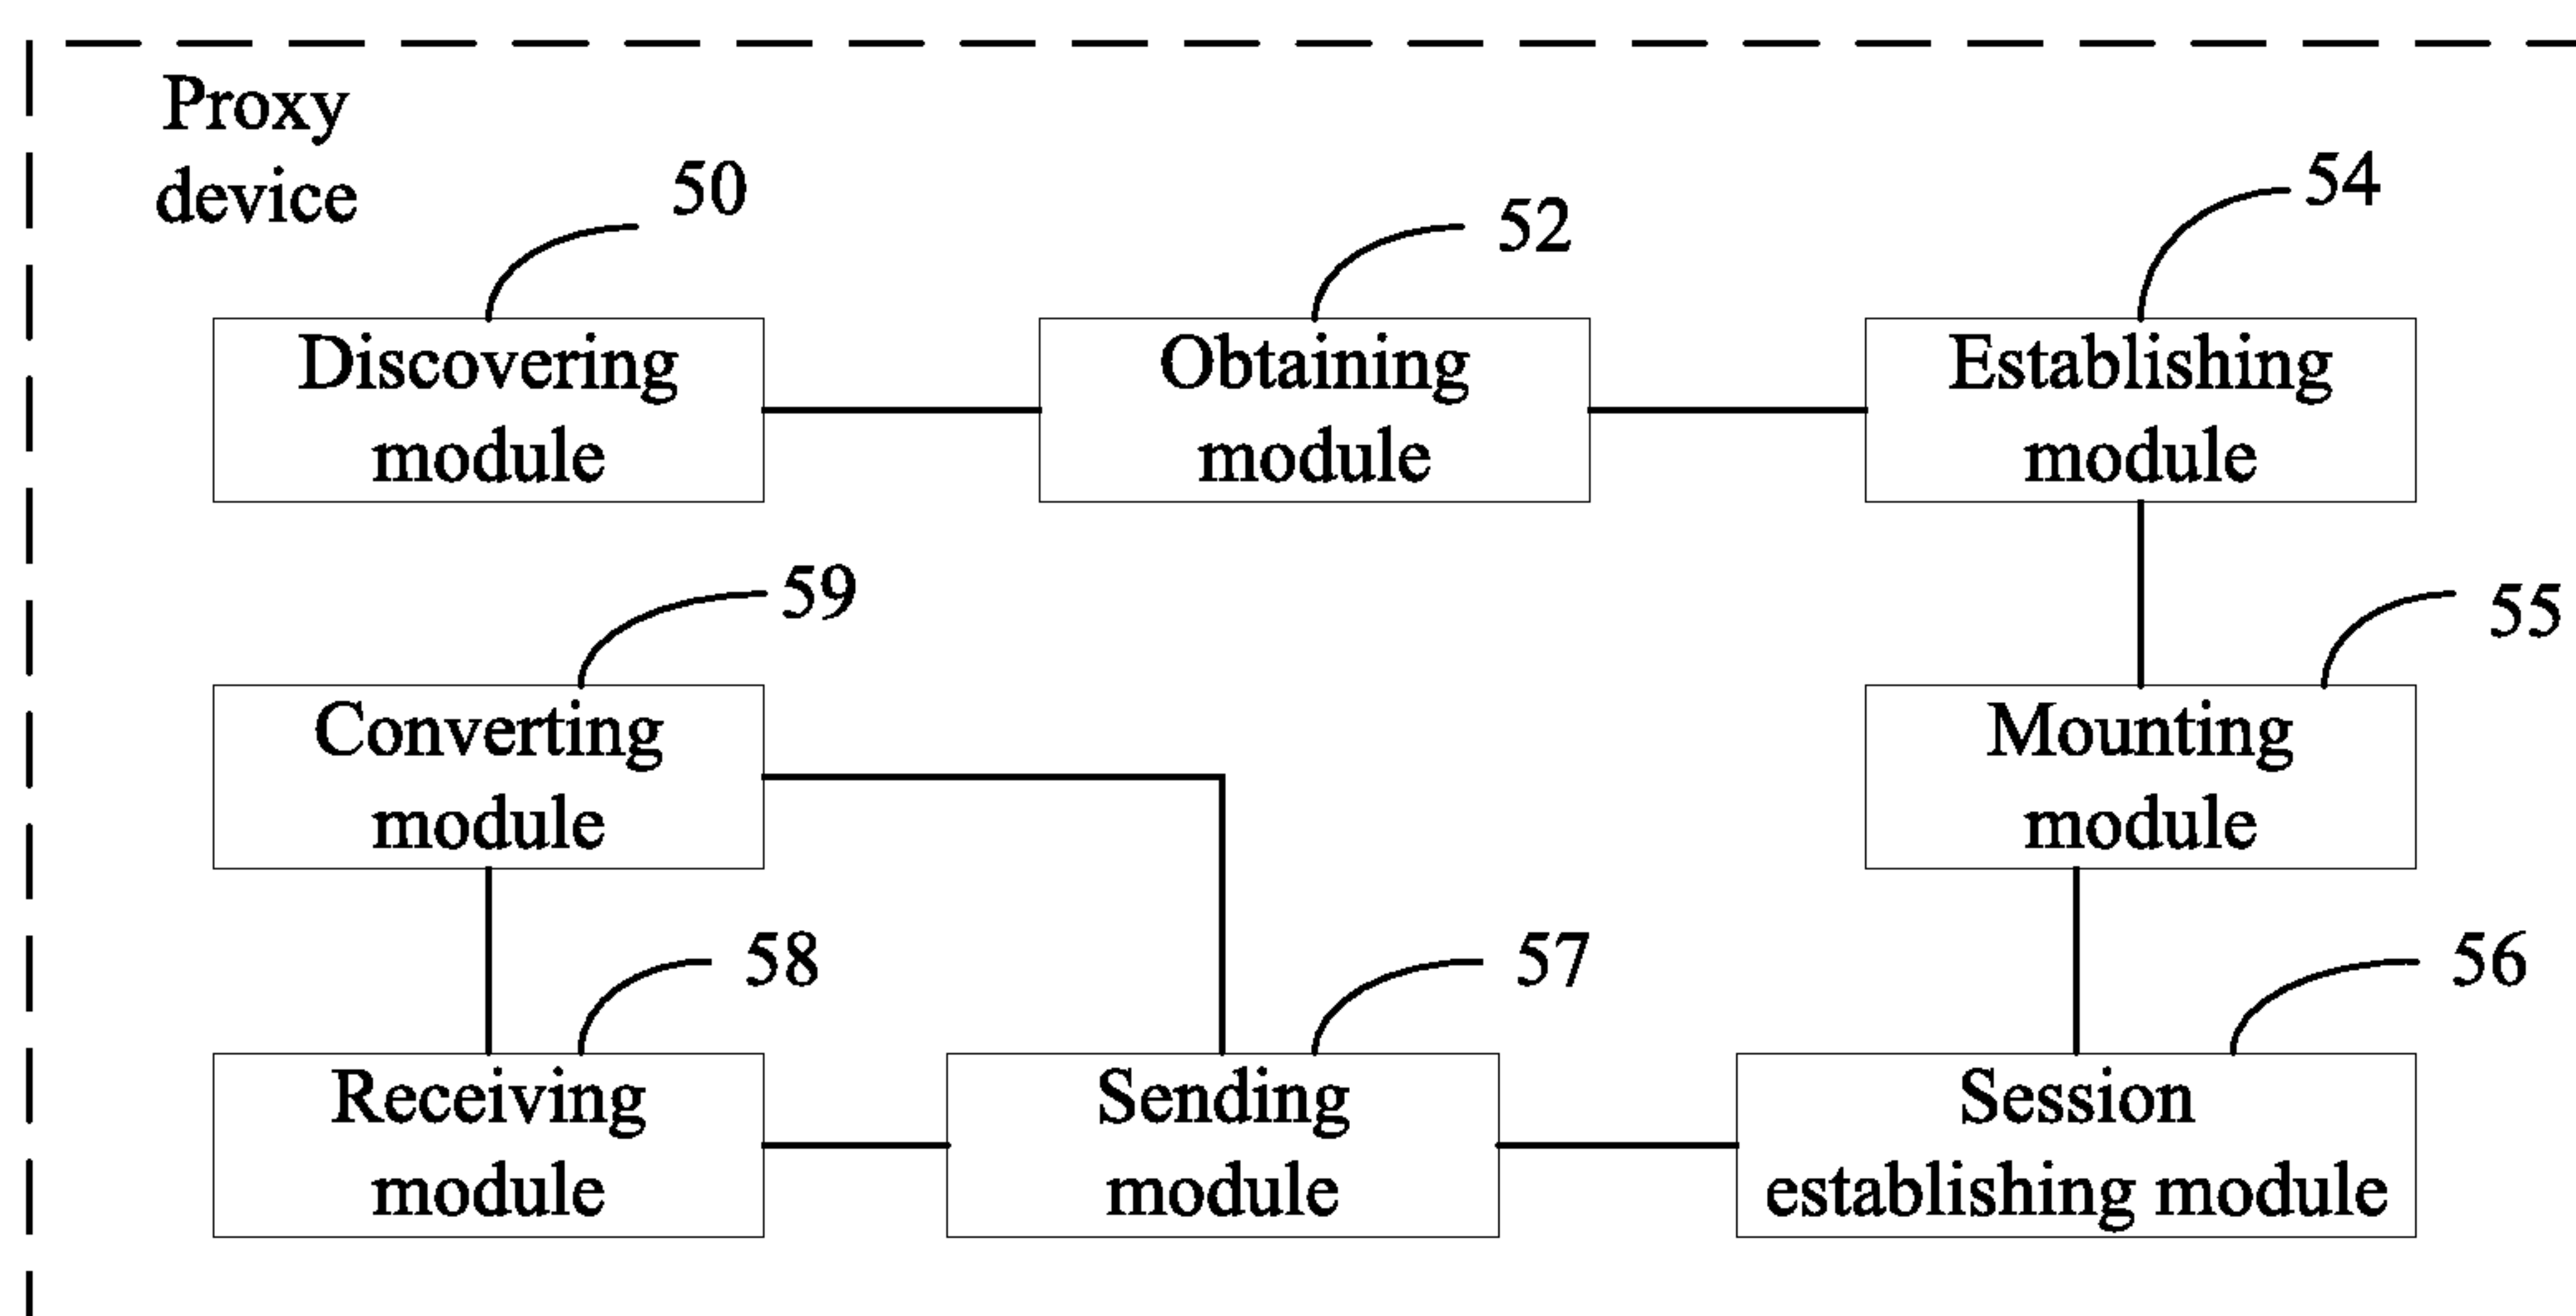 Proxy
device
50
52
54
Discovering
module
Obtaining
module
Establishing
module
59
55
Converting
module
Mounting
module
58
57
56
Receiving
module
Sending
module
Session
establishing module